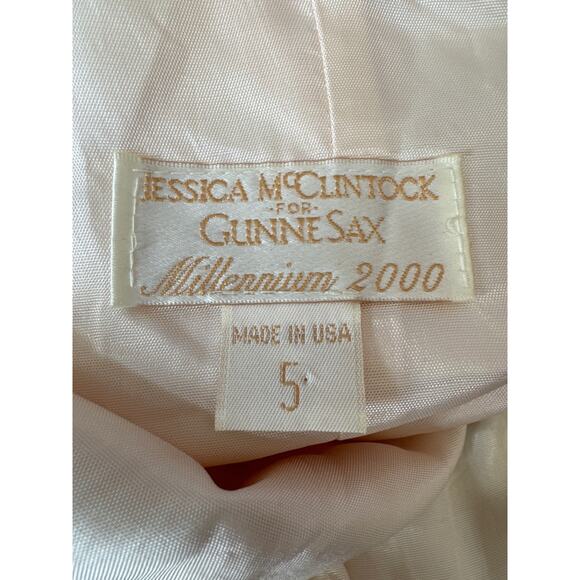 JESSICA McCLINTOCK
-FOR-
GUNNE SAX
Millennium 2000
MADE IN USA
5